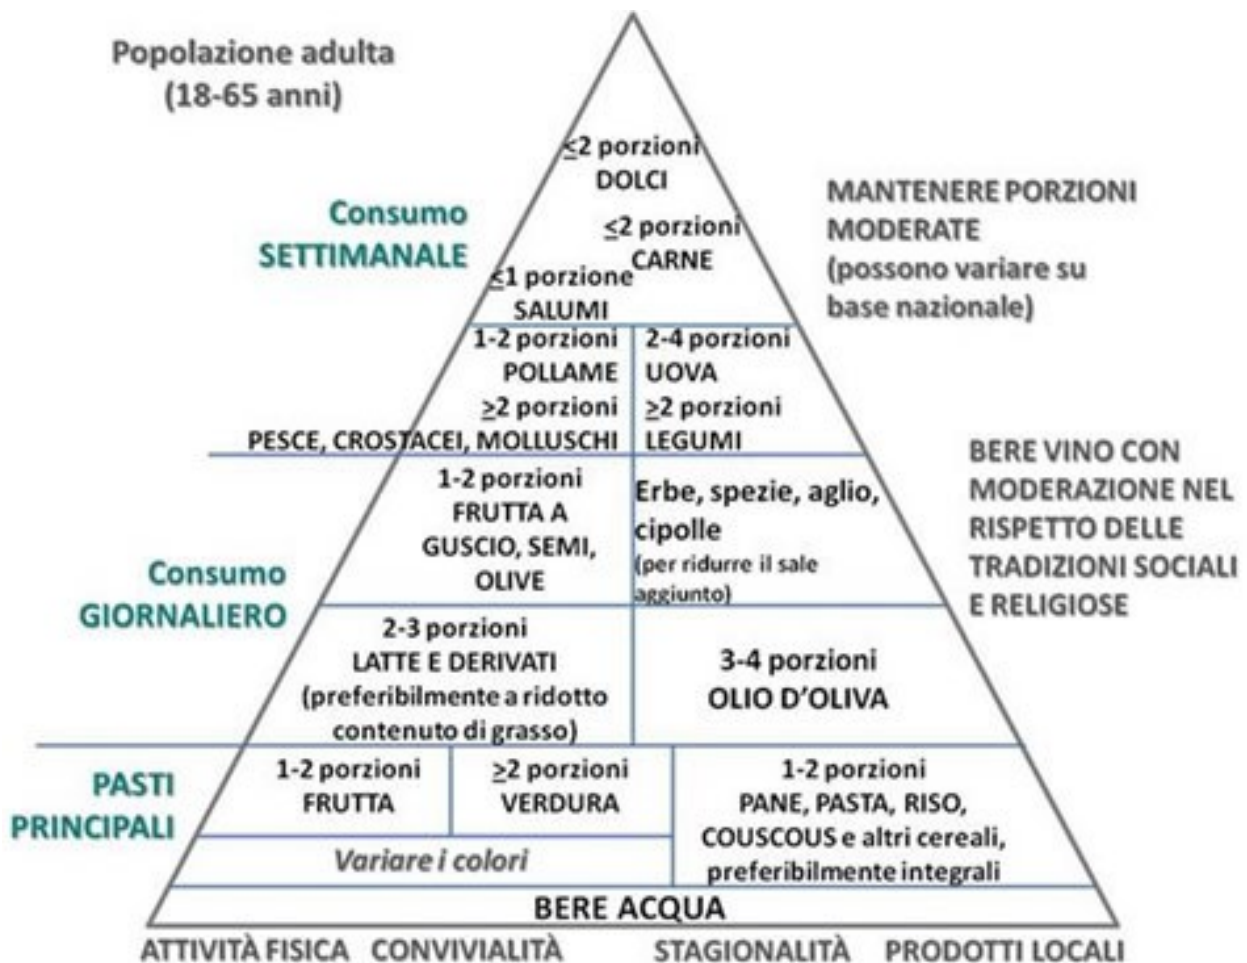 Popolazione adulta
(18-65 anni)
≤2 porzioni
DOLCI
Consumo
SETTIMANALE
≤2 porzioni
CARNE
≤1 porzione
SALUMI
MANTENERE PORZIONI
MODERATE
(possono variare su
base nazionale)
1-2 porzioni
POLLAME
≥2 porzioni
PESCE, CROSTACEI, MOLLUSCHI
2-4 porzioni
UOVA
≥2 porzioni
LEGUMI
BERE VINO CON
MODERAZIONE NEL
RISPETTO DELLE
TRADIZIONI SOCIALI
E RELIGIOSE
Consumo
GIORNALIERO
1-2 porzioni
FRUTTA A
GUSCIO, SEMI,
OLIVE
Erbe, spezie, aglio,
cipolle
(per ridurre il sale
aggiunto)
2-3 porzioni
LATTE E DERIVATI
(preferibilmente a ridotto
contenuto di grasso)
3-4 porzioni
OLIO D'OLIVA
PASTI
PRINCIPALI
1-2 porzioni
FRUTTA
≥2 porzioni
VERDURA
Variare i colori
1-2 porzioni
PANE, PASTA, RISO,
COUSCOUS e altri cereali,
preferibilmente integrali
BERE ACQUA
ATTIVITÀ FISICA CONVIVIALITÀ STAGIONALITÀ PRODOTTI LOCALI